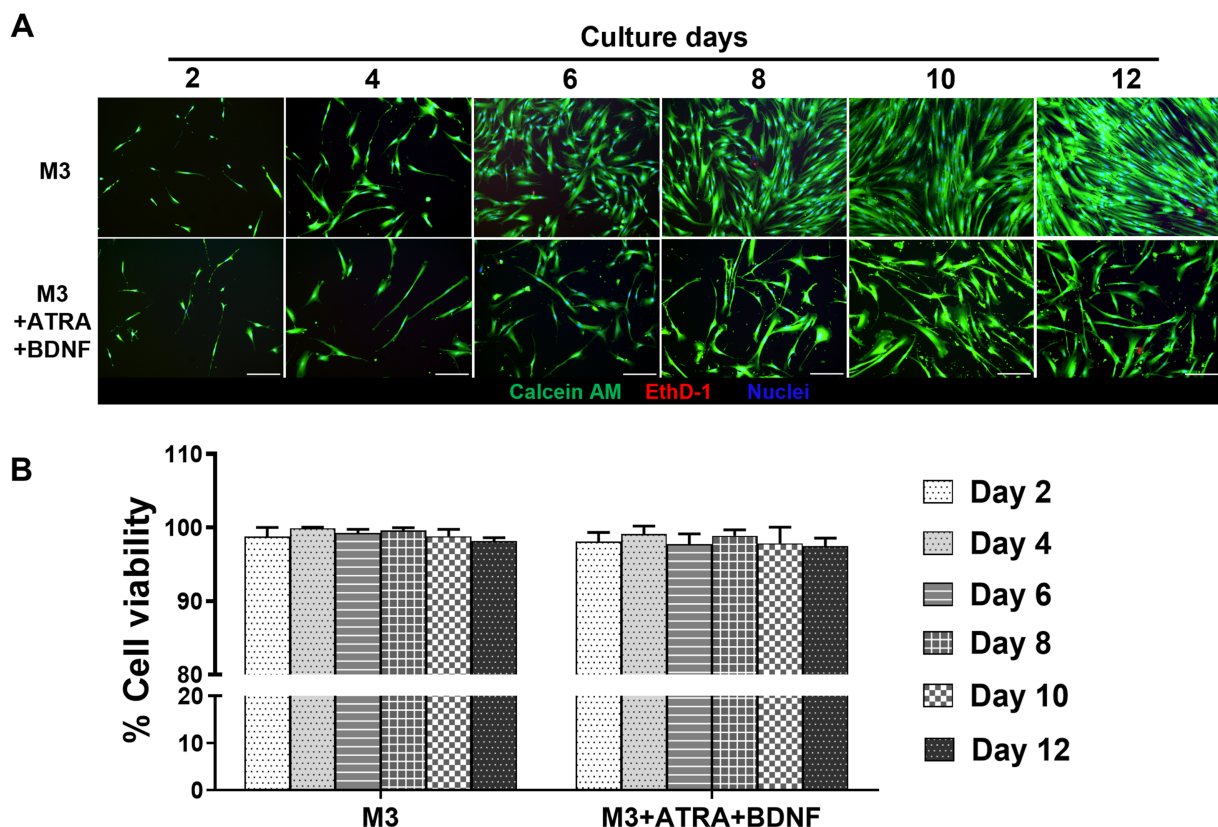 A
Culture days
2 4 6 8 10 12
M3
M3
+ATRA
+BDNF
Calcein AM EthD-1 Nuclei
B
% Cell viability
110
100
90
80
20
10
0
M3 M3+ATRA+BDNF
Day 2
Day 4
Day 6
Day 8
Day 10
Day 12